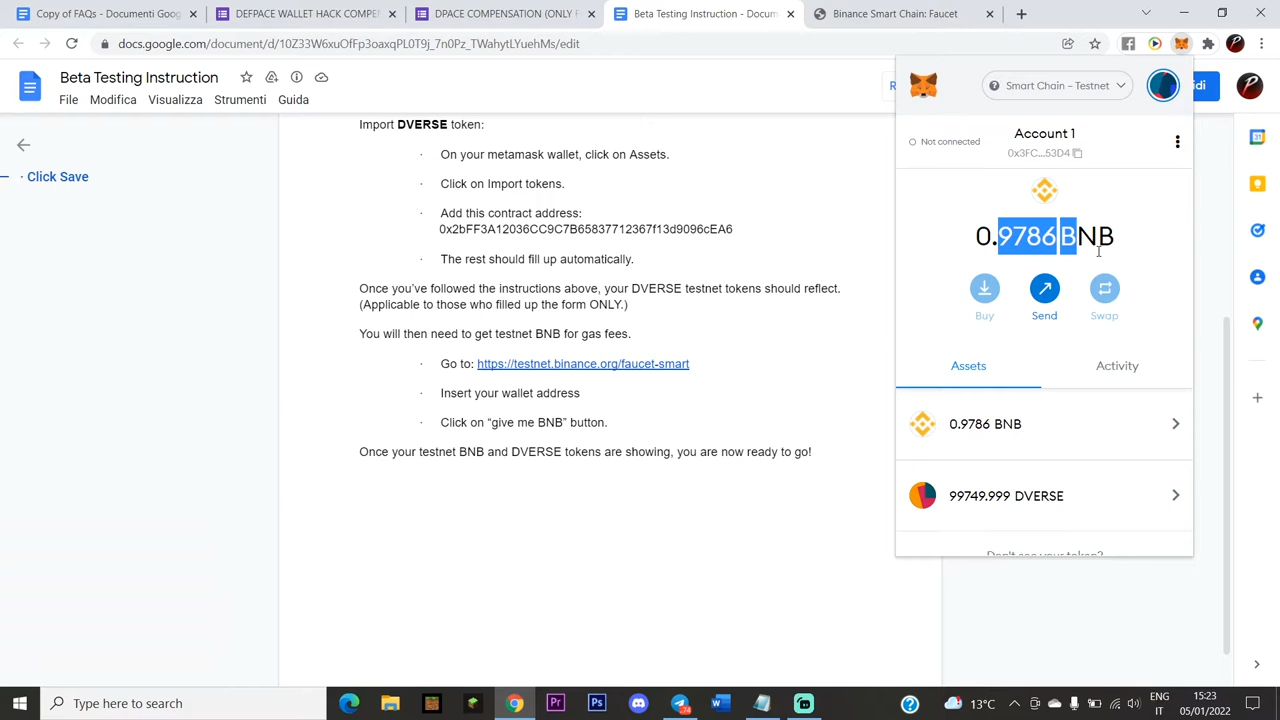 Copy of FAQs - Documenti Goog
DEFPACE WALLET HACK COMPEN
DPACE COMPENSATION (ONLY F
Beta Testing Instruction - Docum
Binance Smart Chain: Faucet
docs.google.com/document/d/10Z33W6xuOfFp3oaxqPL0T9j_7n0Pz_TWahytLYuehMs/edit
Beta Testing Instruction
File Modifica Visualizza Strumenti Guida
R
di
· Click Save
Import DVERSE token:
· On your metamask wallet, click on Assets.
· Click on Import tokens.
· Add this contract address:
0x2bFF3A12036CC9C7B65837712367f13d9096cEA6
· The rest should fill up automatically.
Once you’ve followed the instructions above, your DVERSE testnet tokens should reflect.
(Applicable to those who filled up the form ONLY.)
You will then need to get testnet BNB for gas fees.
· Go to: https://testnet.binance.org/faucet-smart
· Insert your wallet address
· Click on “give me BNB” button.
Once your testnet BNB and DVERSE tokens are showing, you are now ready to go!
Smart Chain - Testnet
Not connected
Account 1
0x3FC...53D4
0.9786 BNB
Buy Send Swap
Assets Activity
0.9786 BNB
99749.999 DVERSE
Don't see your token?
Type here to search
13°C
ENG
IT
15:23
05/01/2022